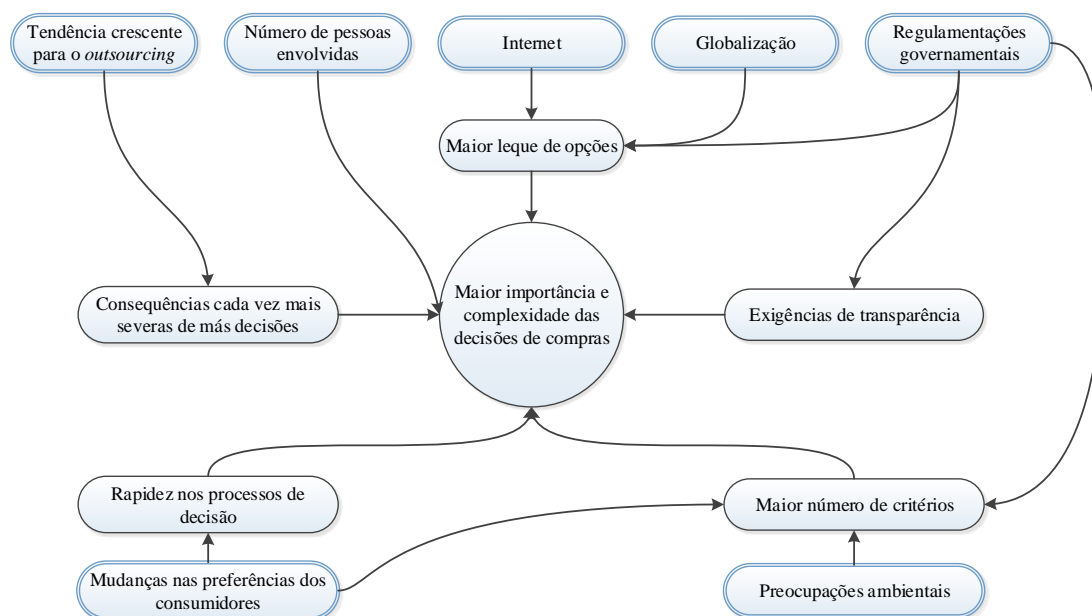 Tendência crescente
para o outsourcing
Número de pessoas
envolvidas
Internet
Globalização
Regulamentações
governamentais
Maior leque de opções
Consequências cada vez mais
severas de más decisões
Maior importância e
complexidade das
decisões de compras
Exigências de transparência
Rapidez nos processos de
decisão
Maior número de critérios
Mudanças nas preferências dos
consumidores
Preocupações ambientais